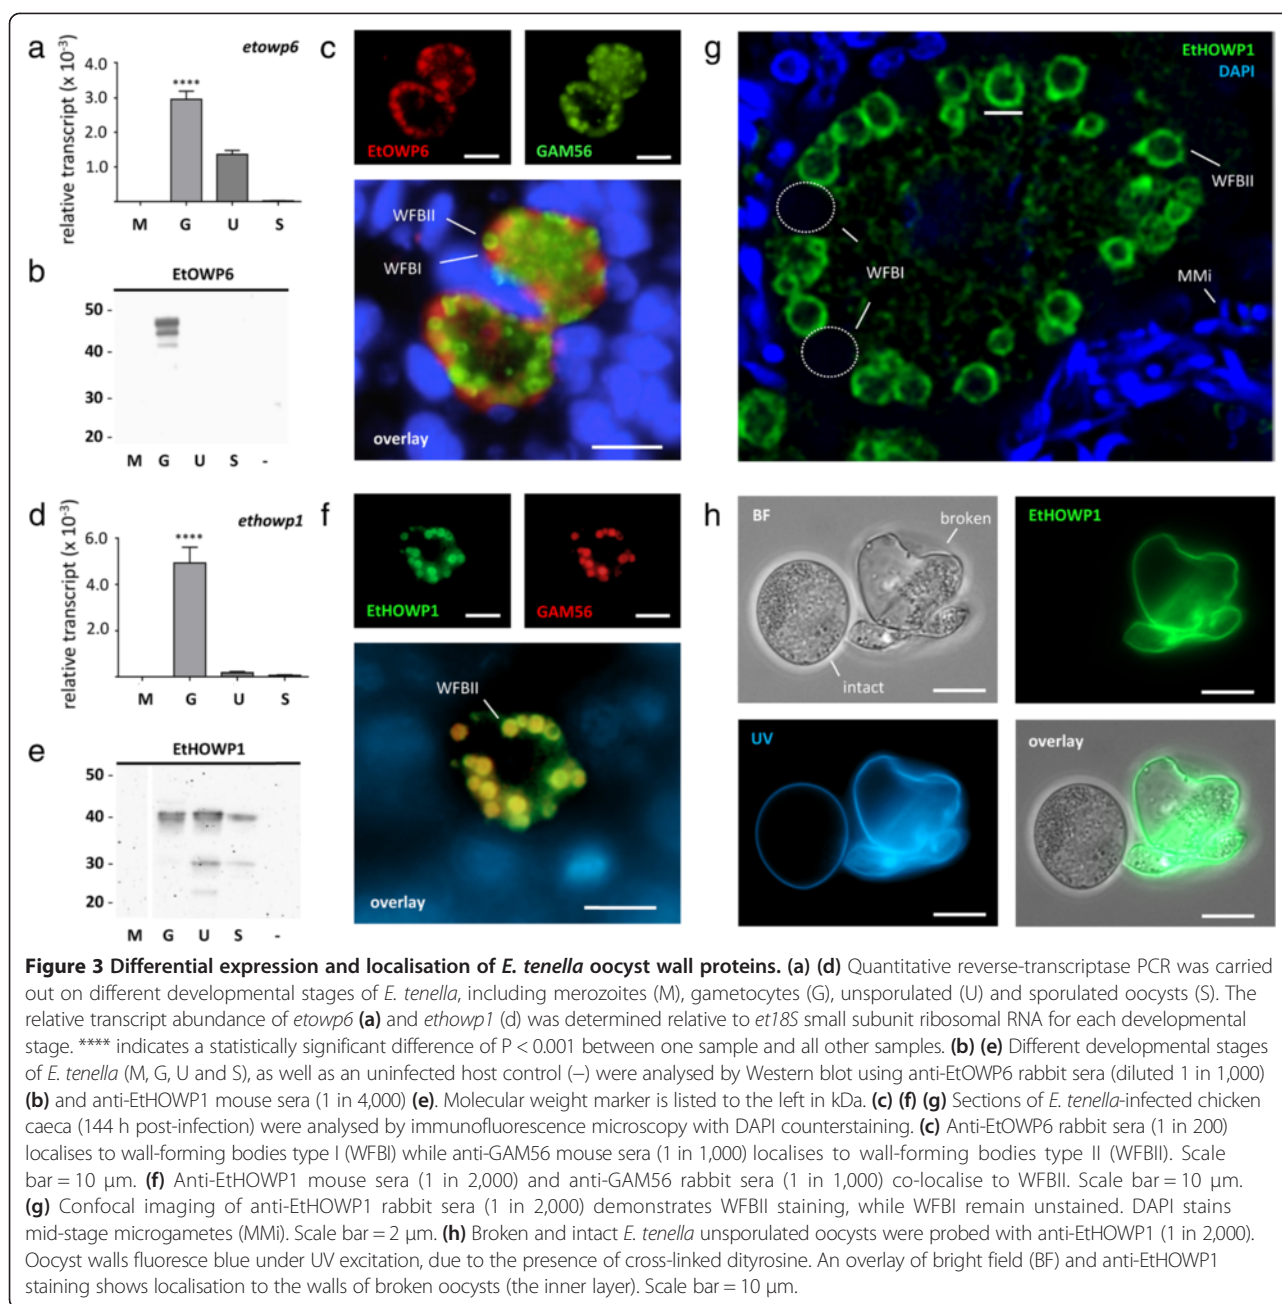 a
etowp6
relative transcript (x 10-3)
4.0
3.0
2.0
1.0
****
M G U S
b
EtOWP6
50 -
40 -
30 -
20 -
M G U S -
c
EtOWP6
GAM56
WFBII
WFBI
overlay
g
EtHOWP1
DAPI
WFBII
WFBI
MMi
d
ethowp1
relative transcript (x 10-3)
6.0
4.0
2.0
****
M G U S
e
EtHOWP1
50 -
40 -
30 -
20 -
M G U S -
f
EtHOWP1
GAM56
WFBII
overlay
h
BF
broken
intact
EtHOWP1
UV
overlay
Figure 3 Differential expression and localisation of E. tenella oocyst wall proteins. (a) (d) Quantitative reverse-transcriptase PCR was carried
out on different developmental stages of E. tenella, including merozoites (M), gametocytes (G), unsporulated (U) and sporulated oocysts (S). The
relative transcript abundance of etowp6 (a) and ethowp1 (d) was determined relative to et18S small subunit ribosomal RNA for each developmental
stage. **** indicates a statistically significant difference of P < 0.001 between one sample and all other samples. (b) (e) Different developmental stages
of E. tenella (M, G, U and S), as well as an uninfected host control (−) were analysed by Western blot using anti-EtOWP6 rabbit sera (diluted 1 in 1,000)
(b) and anti-EtHOWP1 mouse sera (1 in 4,000) (e). Molecular weight marker is listed to the left in kDa. (c) (f) (g) Sections of E. tenella-infected chicken
caeca (144 h post-infection) were analysed by immunofluorescence microscopy with DAPI counterstaining. (c) Anti-EtOWP6 rabbit sera (1 in 200)
localises to wall-forming bodies type I (WFBI) while anti-GAM56 mouse sera (1 in 1,000) localises to wall-forming bodies type II (WFBII). Scale
bar = 10 μm. (f) Anti-EtHOWP1 mouse sera (1 in 2,000) and anti-GAM56 rabbit sera (1 in 1,000) co-localise to WFBII. Scale bar = 10 μm.
(g) Confocal imaging of anti-EtHOWP1 rabbit sera (1 in 2,000) demonstrates WFBII staining, while WFBI remain unstained. DAPI stains
mid-stage microgametes (MMi). Scale bar = 2 μm. (h) Broken and intact E. tenella unsporulated oocysts were probed with anti-EtHOWP1 (1 in 2,000).
Oocyst walls fluoresce blue under UV excitation, due to the presence of cross-linked dityrosine. An overlay of bright field (BF) and anti-EtHOWP1
staining shows localisation to the walls of broken oocysts (the inner layer). Scale bar = 10 μm.